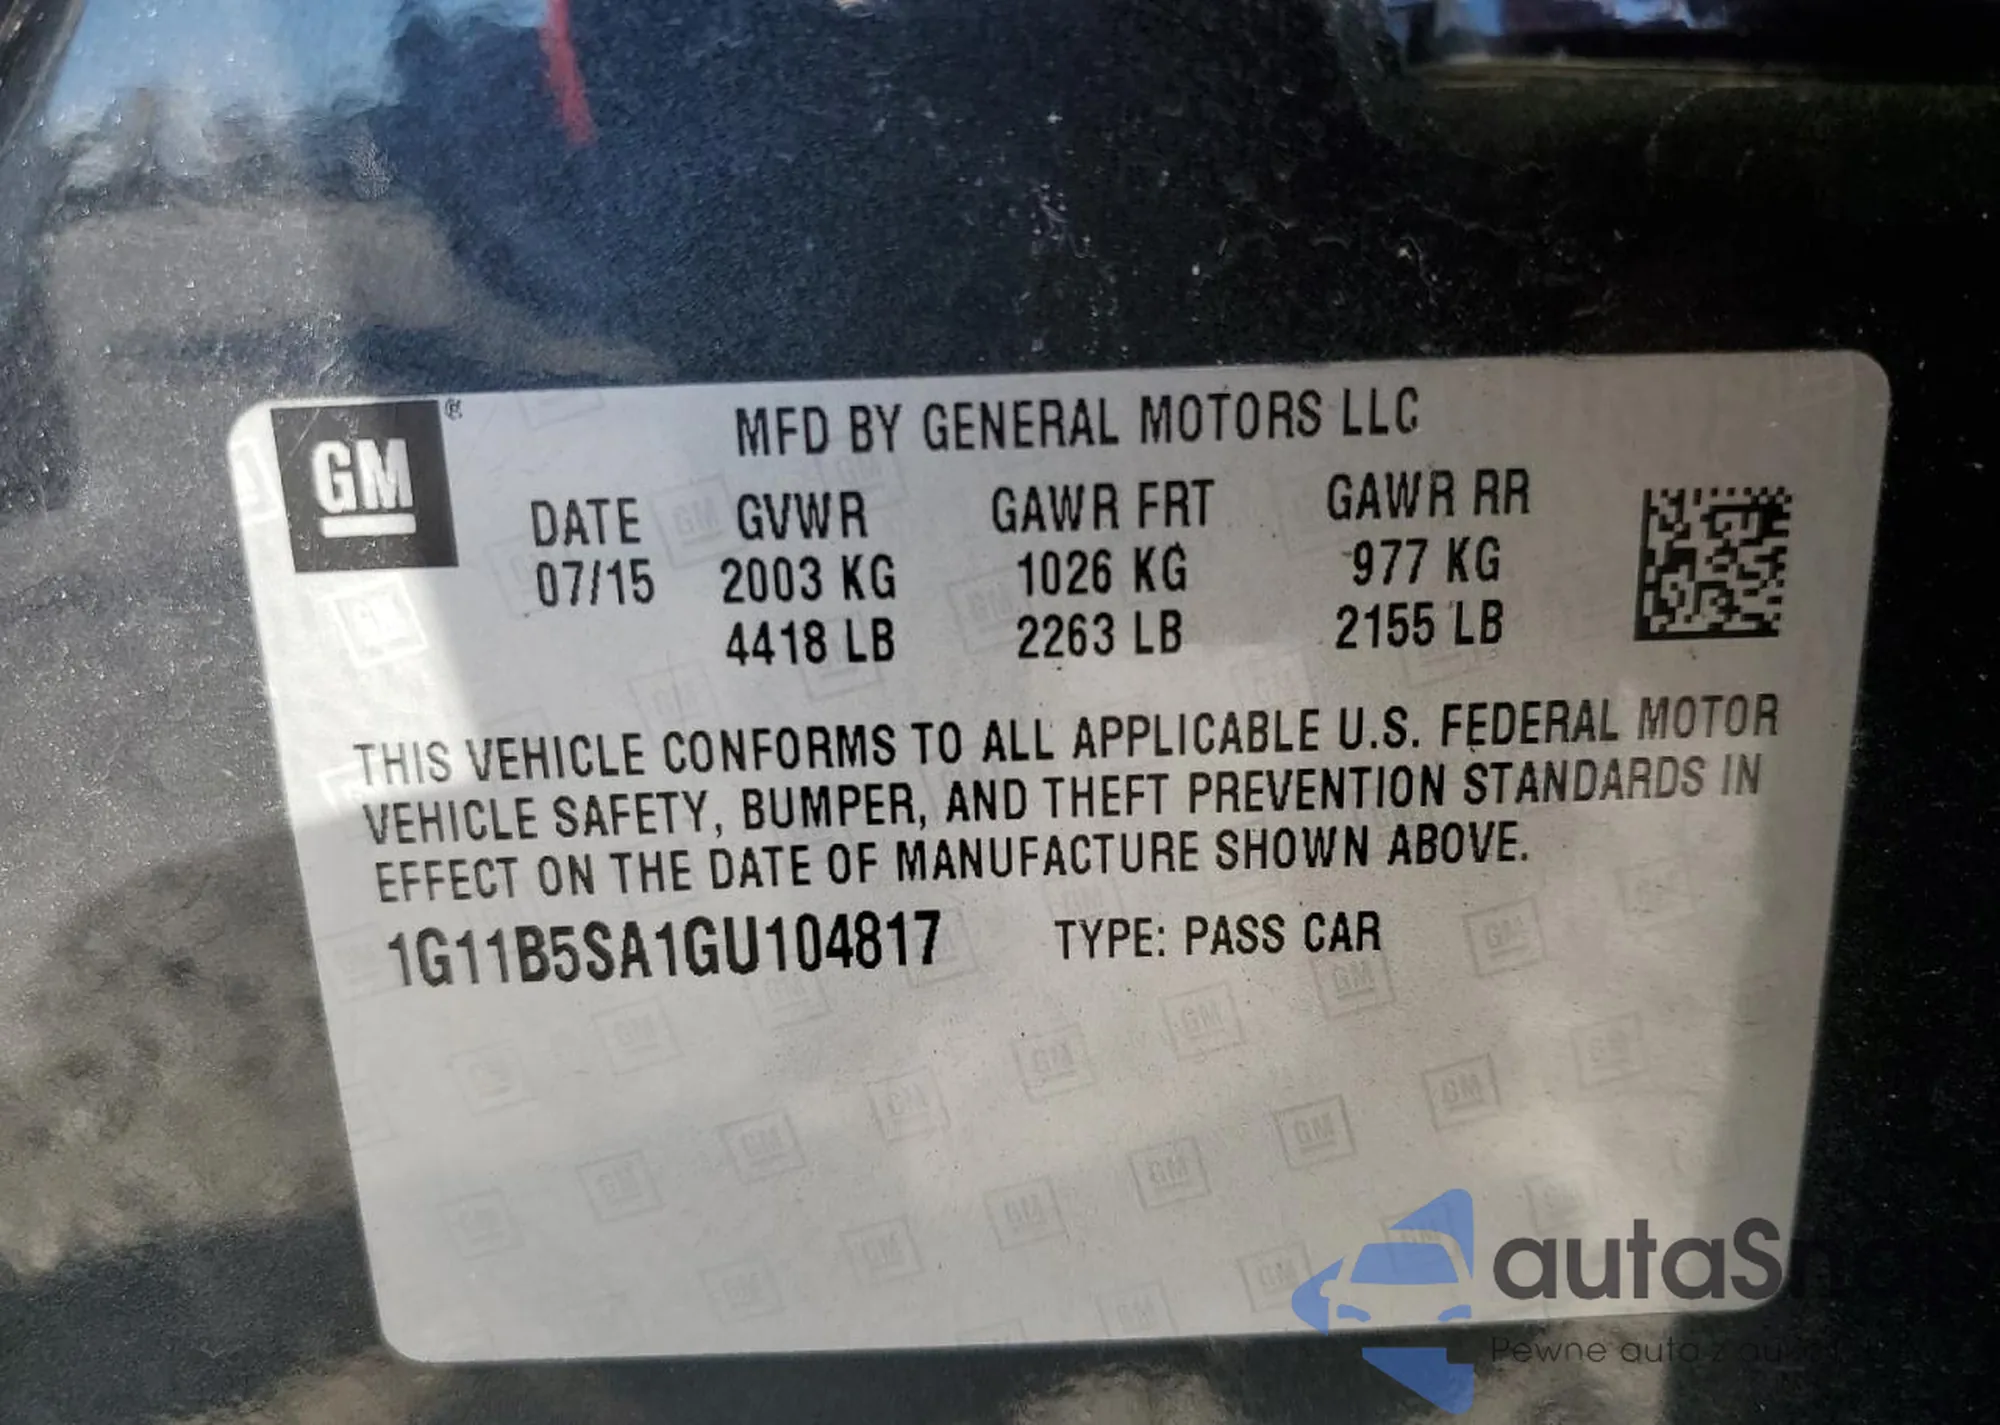 GM ®
MFD BY GENERAL MOTORS LLC
DATE GVWR GAWR FRT GAWR RR
07/15 2003 KG 1026 KG 977 KG
4418 LB 2263 LB 2155 LB
THIS VEHICLE CONFORMS TO ALL APPLICABLE U.S. FEDERAL MOTOR
VEHICLE SAFETY, BUMPER, AND THEFT PREVENTION STANDARDS IN
EFFECT ON THE DATE OF MANUFACTURE SHOWN ABOVE.
1G11B5SA1GU104817 TYPE: PASS CAR
Pewne auta z